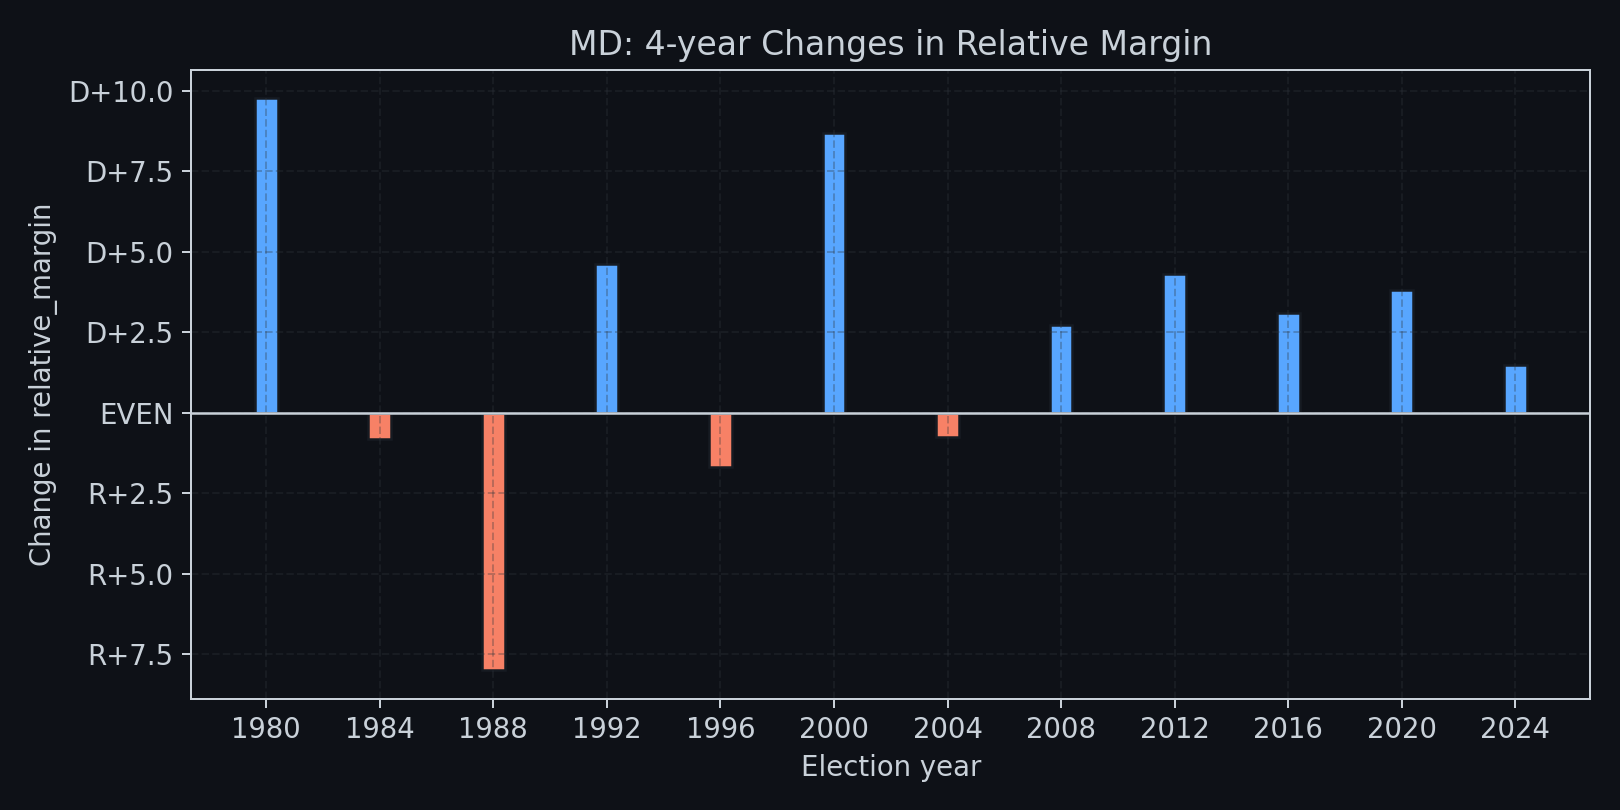 MD: 4-year Changes in Relative Margin
Change in relative_margin
D+10.0
D+7.5
D+5.0
D+2.5
EVEN
R+2.5
R+5.0
R+7.5
1980 1984 1988 1992 1996 2000 2004 2008 2012 2016 2020 2024
Election year